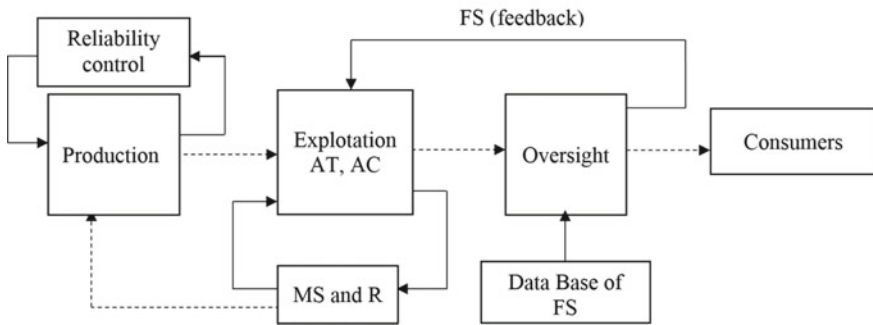 FS (feedback)
Reliability
control
Production
Explotation
AT, AC
Oversight
Consumers
MS and R
Data Base of
FS